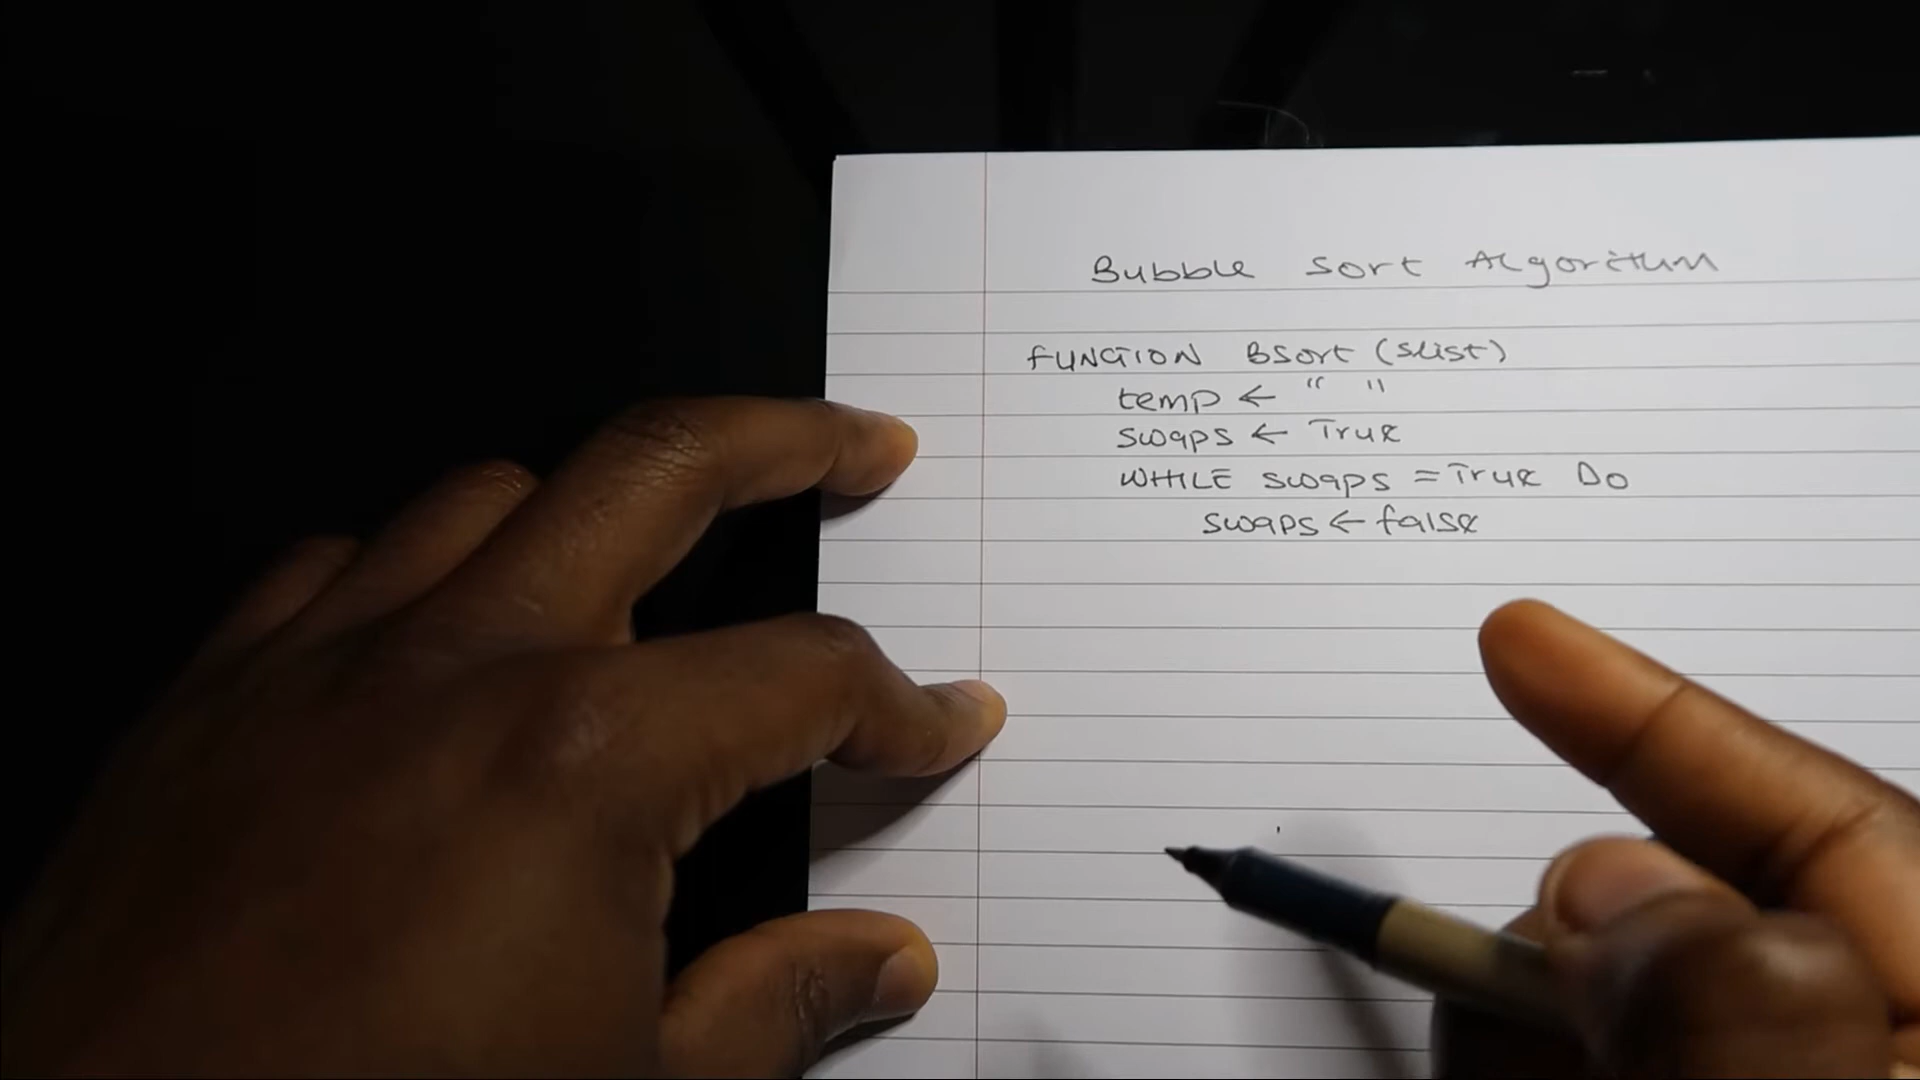 Bubble Sort Algorithm
FUNCTION BSort (slist)
temp ← " "
swaps ← True
WHILE swaps = True Do
swaps ← false